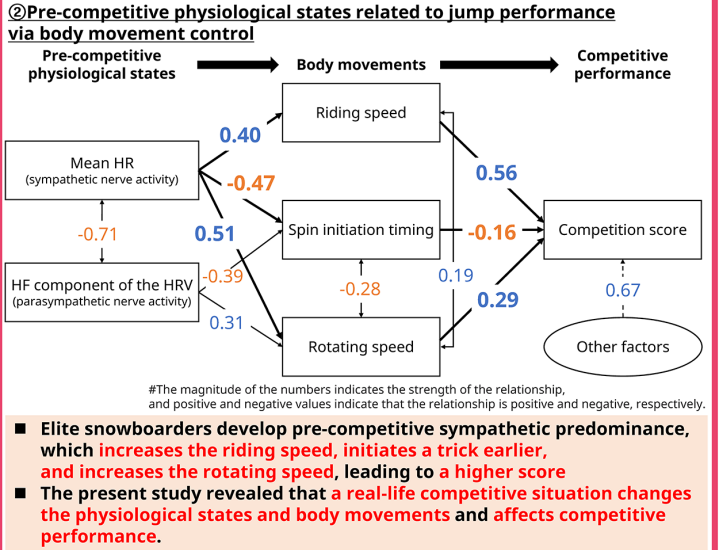 ②Pre-competitive physiological states related to jump performance
via body movement control
Pre-competitive
physiological states
Body movements
Competitive
performance
Riding speed
0.40
Mean HR
(sympathetic nerve activity)
-0.47
0.56
-0.71
0.51
Spin initiation timing
-0.16
Competition score
HF component of the HRV
(parasympathetic nerve activity)
-0.39
-0.28
0.19
0.29
0.67
0.31
Rotating speed
Other factors
#The magnitude of the numbers indicates the strength of the relationship,
and positive and negative values indicate that the relationship is positive and negative, respectively.
■ Elite snowboarders develop pre-competitive sympathetic predominance,
which increases the riding speed, initiates a trick earlier,
and increases the rotating speed, leading to a higher score
■ The present study revealed that a real-life competitive situation changes
the physiological states and body movements and affects competitive
performance.